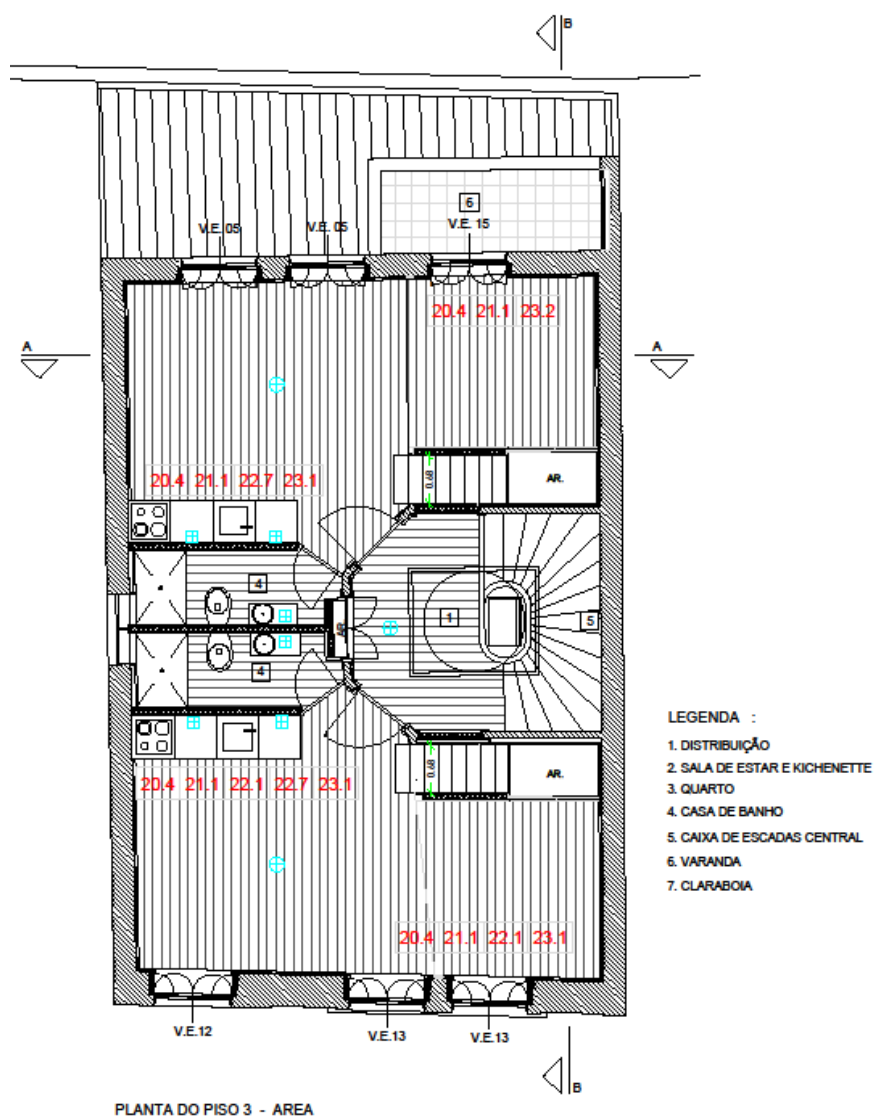 B
6
V.E. 05
V.E. 05
V.E. 15
20.4 21.1 23.2
A
A
20.4 21.1 22.7 23.1
0.68
AR.
4
1
5
AR.
4
LEGENDA :
1. DISTRIBUIÇÃO
2. SALA DE ESTAR E KICHENETTE
3. QUARTO
4. CASA DE BANHO
5. CAIXA DE ESCADAS CENTRAL
6. VARANDA
7. CLARABOIA
0.68
AR.
20.4 21.1 22.1 22.7 23.1
20.4 21.1 22.1 23.1
V.E.12
V.E.13
V.E.13
B
PLANTA DO PISO 3 - AREA